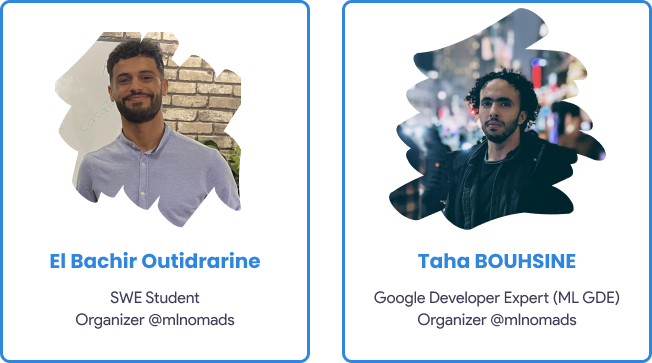 El Bachir Outidrarine
SWE Student
Organizer @mlnomads
Taha BOUHSINE
Google Developer Expert (ML GDE)
Organizer @mlnomads